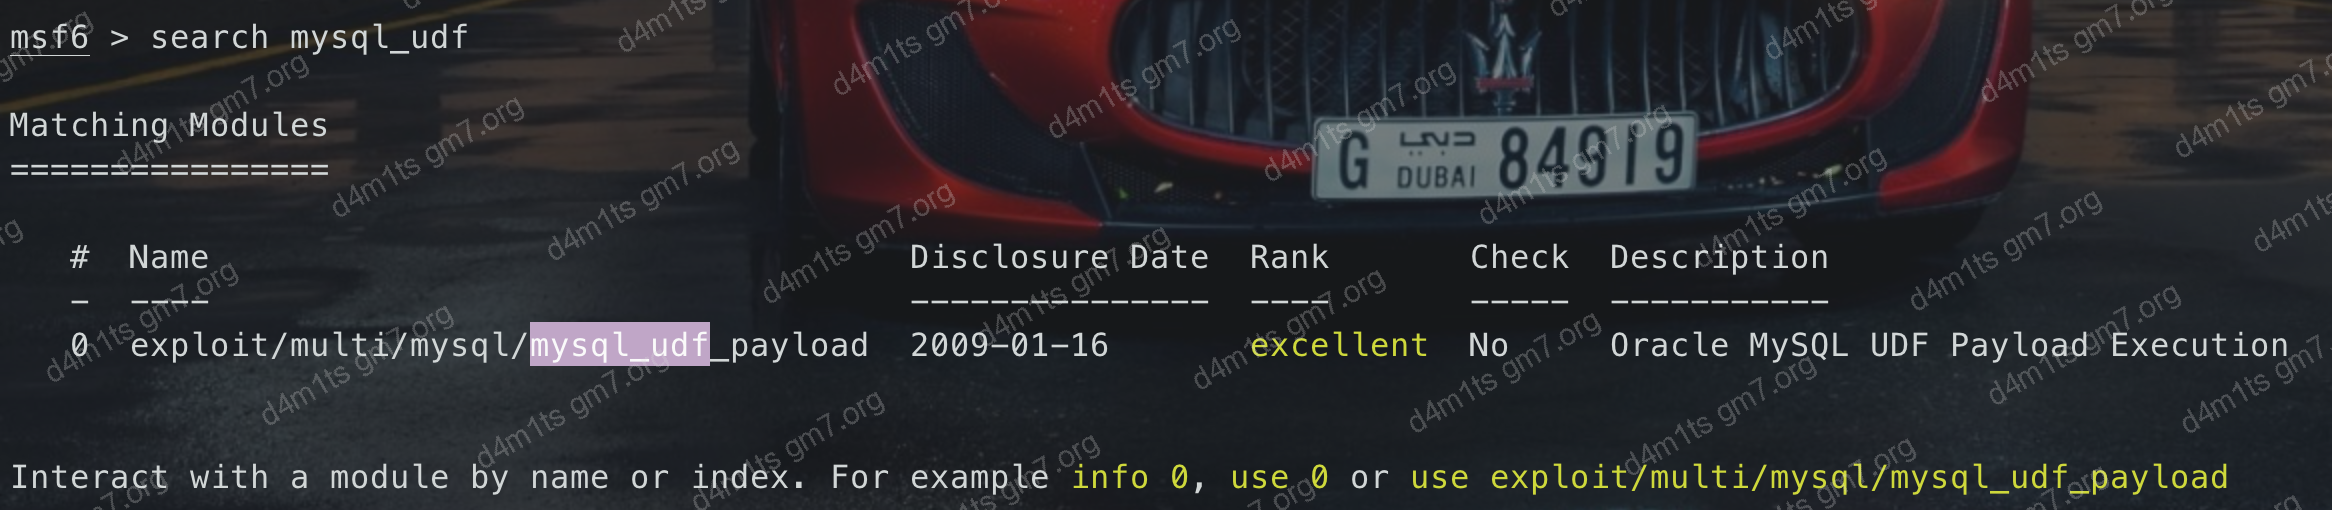 msf6 > search mysql_udf
Matching Modules
================
# Name Disclosure Date Rank Check Description
- ---- --------------- ---- ----- -----------
0 exploit/multi/mysql/mysql_udf_payload 2009-01-16 excellent No Oracle MySQL UDF Payload Execution
Interact with a module by name or index. For example info 0, use 0 or use exploit/multi/mysql/mysql_udf_payload
G دبي DUBAI 84919
d4m1ts gm7.org